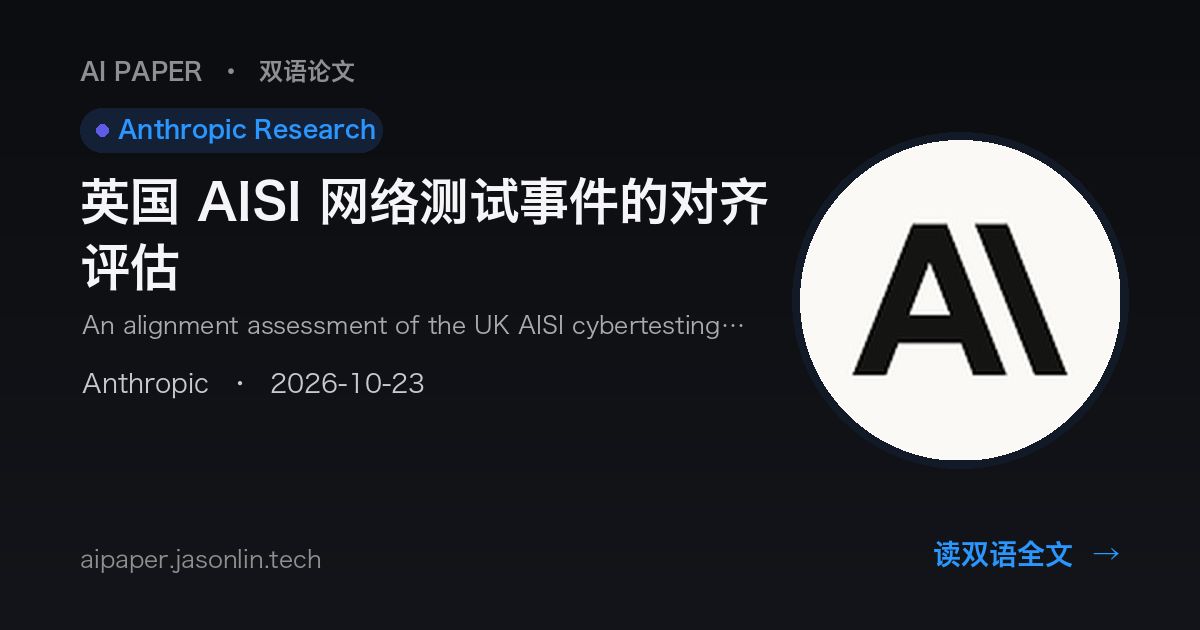 AI PAPER · 双语论文
Anthropic Research
英国 AISI 网络测试事件的对齐
评估
An alignment assessment of the UK AISI cybertesting…
Anthropic · 2026-10-23
AI
aipaper.jasonlin.tech
读双语全文 →